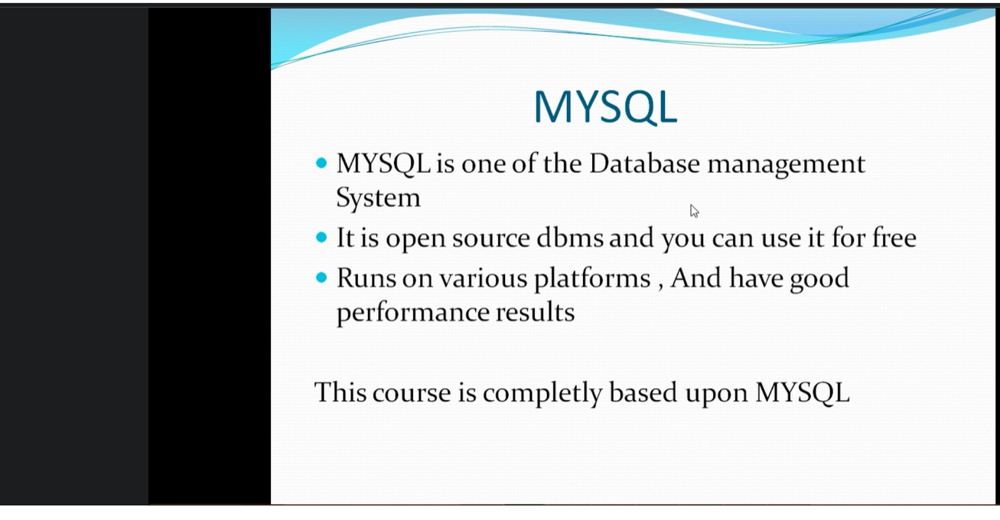 MYSQL
MYSQL is one of the Database management
System
It is open source dbms and you can use it for free
Runs on various platforms , And have good
performance results
This course is completly based upon MYSQL